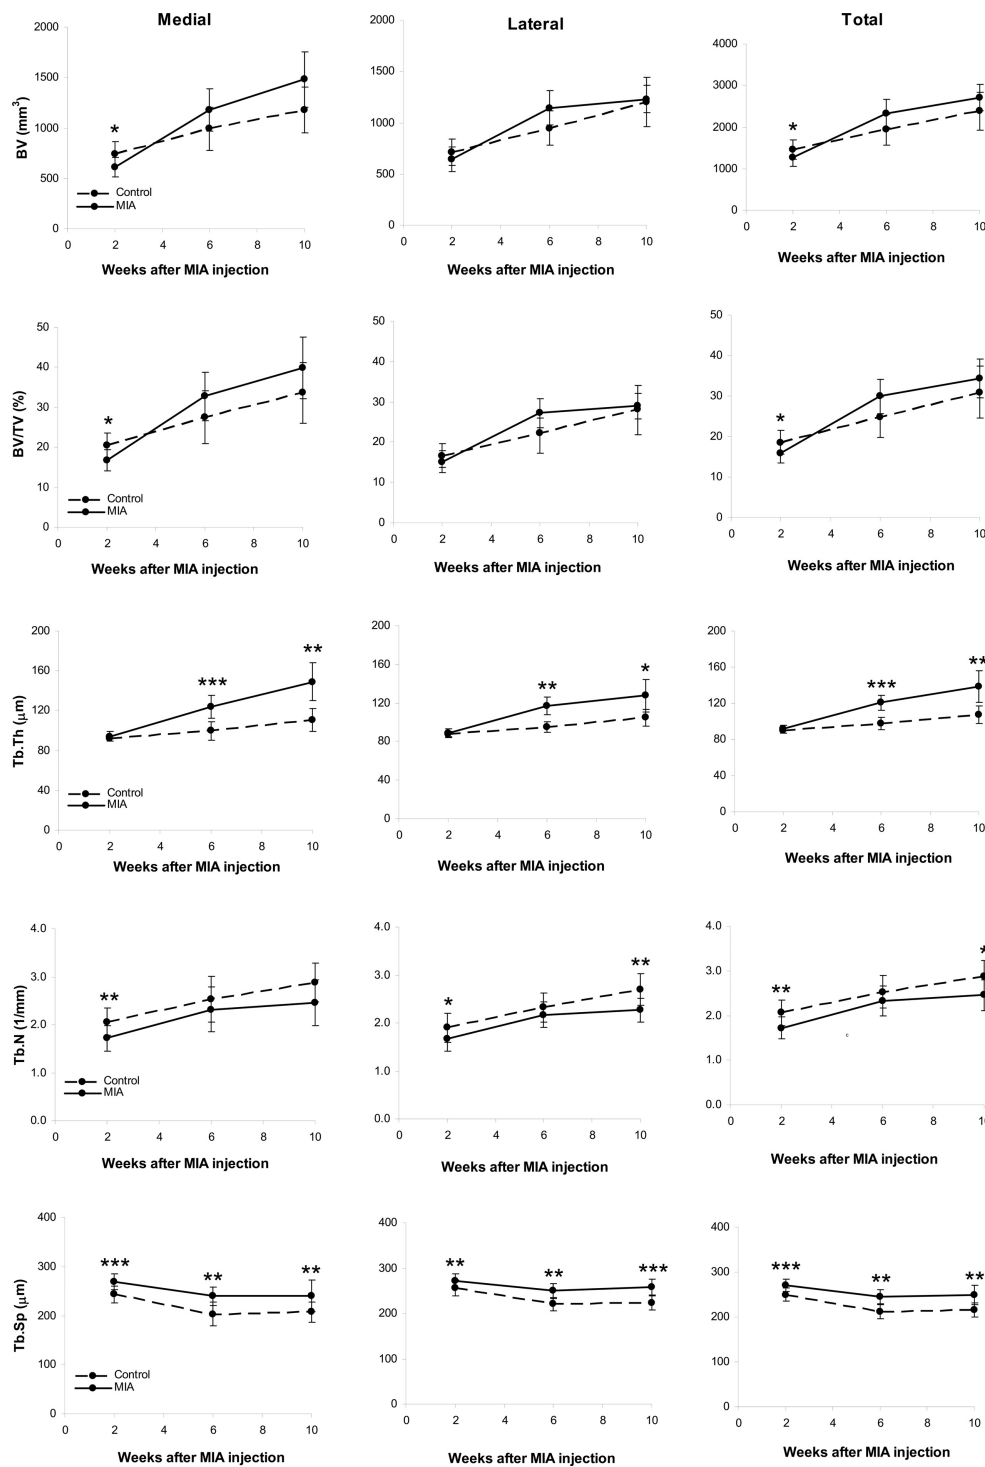 Medial
Lateral
Total
2000
1500
1000
500
0
BV (mm3)
*
Control
MIA
0 2 4 6 8 10
Weeks after MIA injection
2000
1500
1000
500
0
0 2 4 6 8 10
Weeks after MIA injection
4000
3000
2000
1000
0
*
0 2 4 6 8 10
Weeks after MIA injection
50
40
30
20
10
0
BV/TV (%)
*
Control
MIA
0 2 4 6 8 10
Weeks after MIA injection
50
40
30
20
10
0
0 2 4 6 8 10
Weeks after MIA injection
50
40
30
20
10
0
*
0 2 4 6 8 10
Weeks after MIA injection
200
160
120
80
40
0
Tb.Th (μm)
*** **
Control
MIA
0 2 4 6 8 10
Weeks after MIA injection
200
160
120
80
40
0
** *
0 2 4 6 8 10
Weeks after MIA injection
200
160
120
80
40
0
*** **
0 2 4 6 8 10
Weeks after MIA injection
4.0
3.0
2.0
1.0
0.0
Tb.N (1/mm)
**
Control
MIA
0 2 4 6 8 10
Weeks after MIA injection
4.0
3.0
2.0
1.0
0.0
* **
0 2 4 6 8 10
Weeks after MIA injection
4.0
3.0
2.0
1.0
0.0
** *
0 2 4 6 8 10
Weeks after MIA injection
400
300
200
100
0
Tb.Sp (μm)
*** ** **
Control
MIA
0 2 4 6 8 10
Weeks after MIA injection
400
300
200
100
0
** ** ***
0 2 4 6 8 10
Weeks after MIA injection
400
300
200
100
0
*** ** **
0 2 4 6 8 10
Weeks after MIA injection